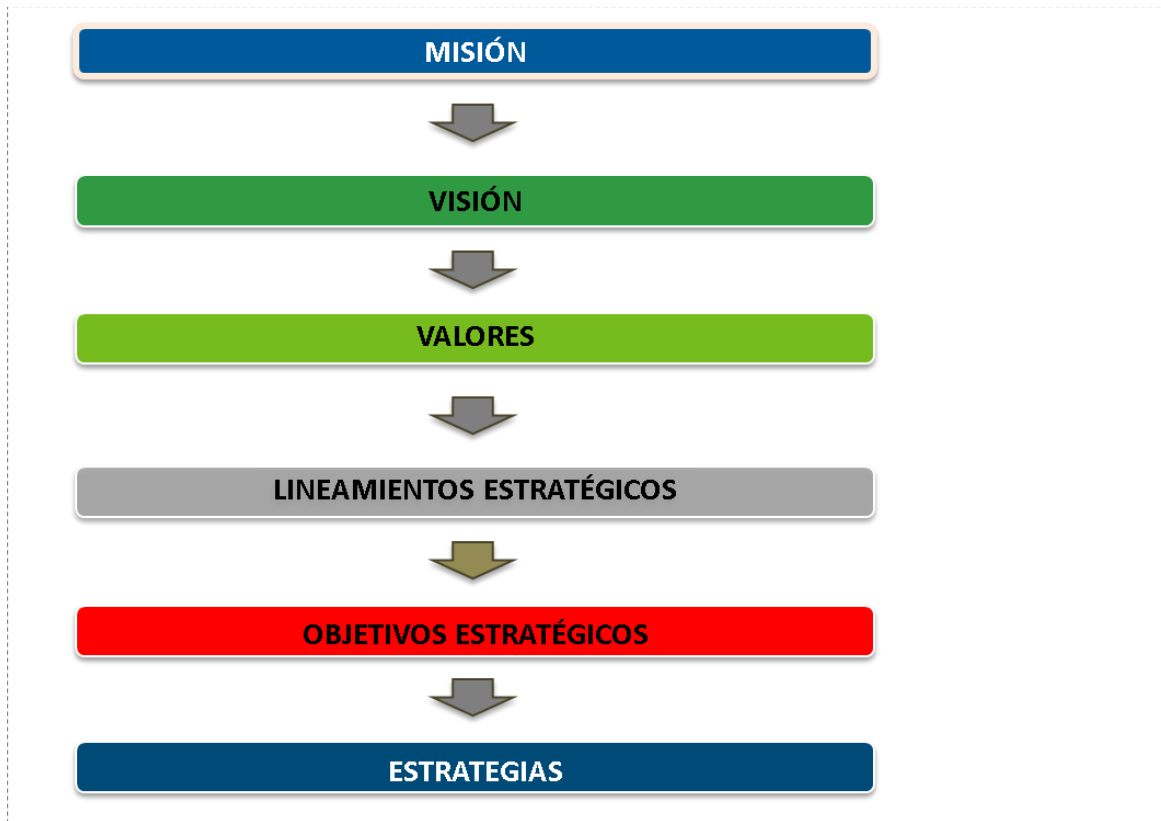 MISIÓN
VISIÓN
VALORES
LINEAMIENTOS ESTRATÉGICOS
OBJETIVOS ESTRATÉGICOS
ESTRATEGIAS